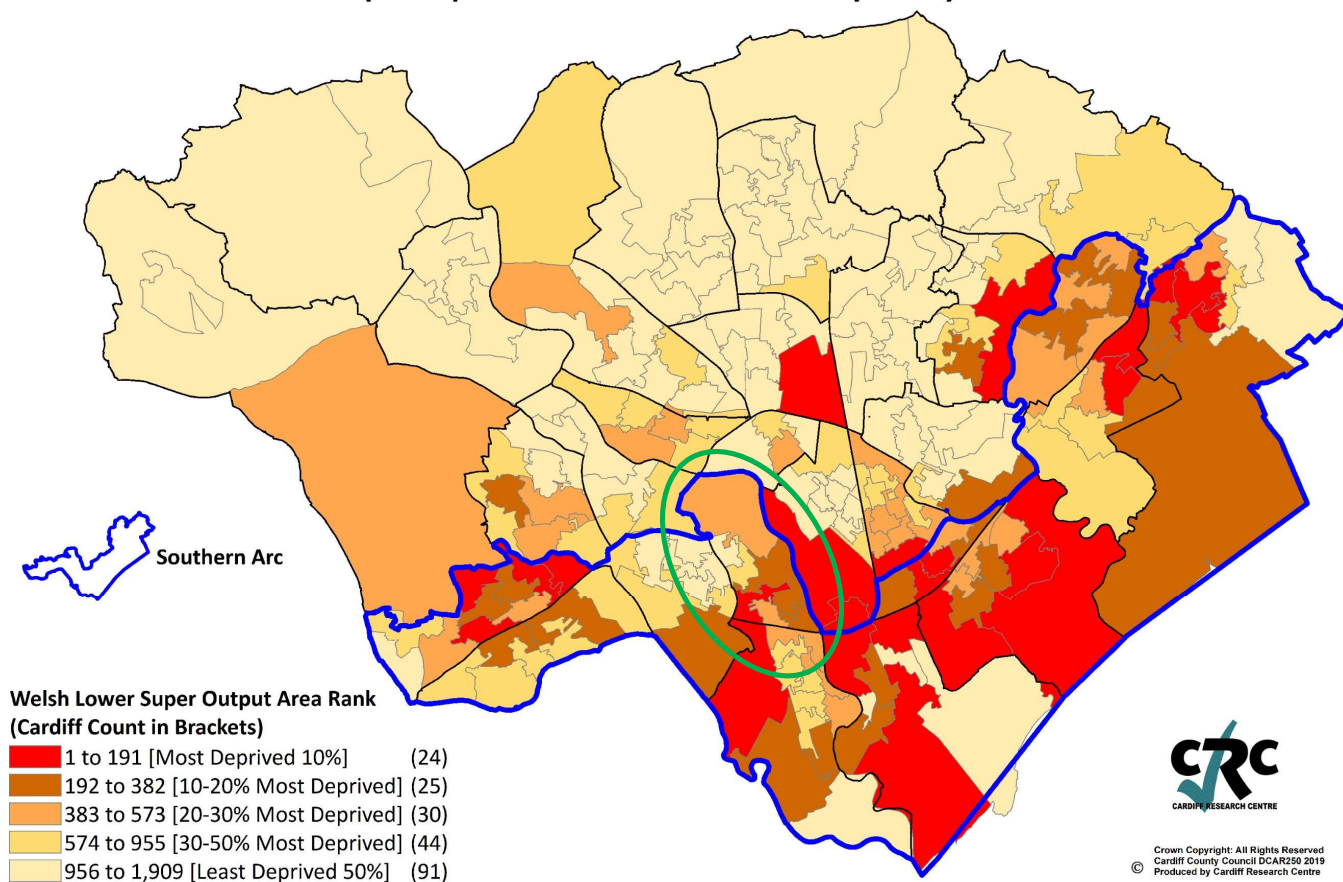 Southern Arc
Welsh Lower Super Output Area Rank
(Cardiff Count in Brackets)
1 to 191 [Most Deprived 10%] (24)
192 to 382 [10-20% Most Deprived] (25)
383 to 573 [20-30% Most Deprived] (30)
574 to 955 [30-50% Most Deprived] (44)
956 to 1,909 [Least Deprived 50%] (91)
CRC
CARDIFF RESEARCH CENTRE
Crown Copyright: All Rights Reserved
Cardiff County Council DCAR250 2019
© Produced by Cardiff Research Centre